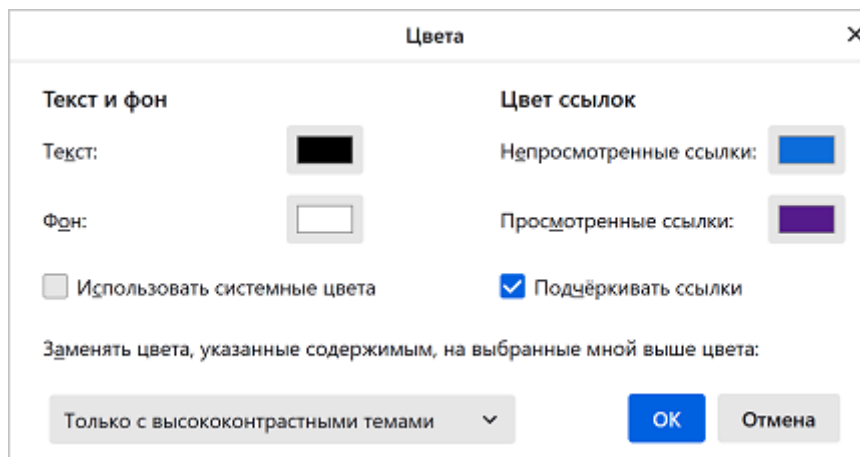 Цвета
Текст и фон
Цвет ссылок
Текст:
Непросмотренные ссылки:
Фон:
Просмотренные ссылки:
Использовать системные цвета
Подчёркивать ссылки
Заменять цвета, указанные содержимым, на выбранные мной выше цвета:
Только с высококонтрастными темами
ОК
Отмена